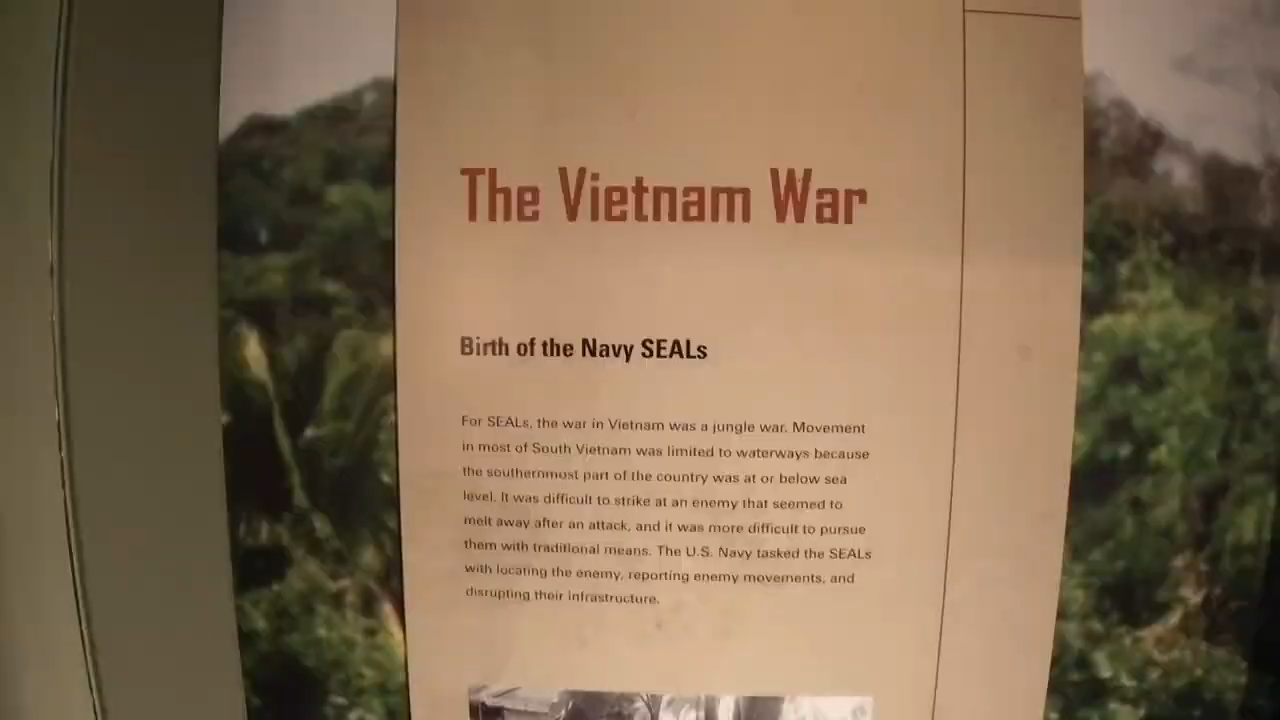 The Vietnam War
Birth of the Navy SEALs
For SEALs, the war in Vietnam was a jungle war. Movement
in most of South Vietnam was limited to waterways because
the southernmost part of the country was at or below sea
level. It was difficult to strike at an enemy that seemed to
melt away after an attack, and it was more difficult to pursue
them with traditional means. The U.S. Navy tasked the SEALs
with locating the enemy, reporting enemy movements, and
disrupting their infrastructure.